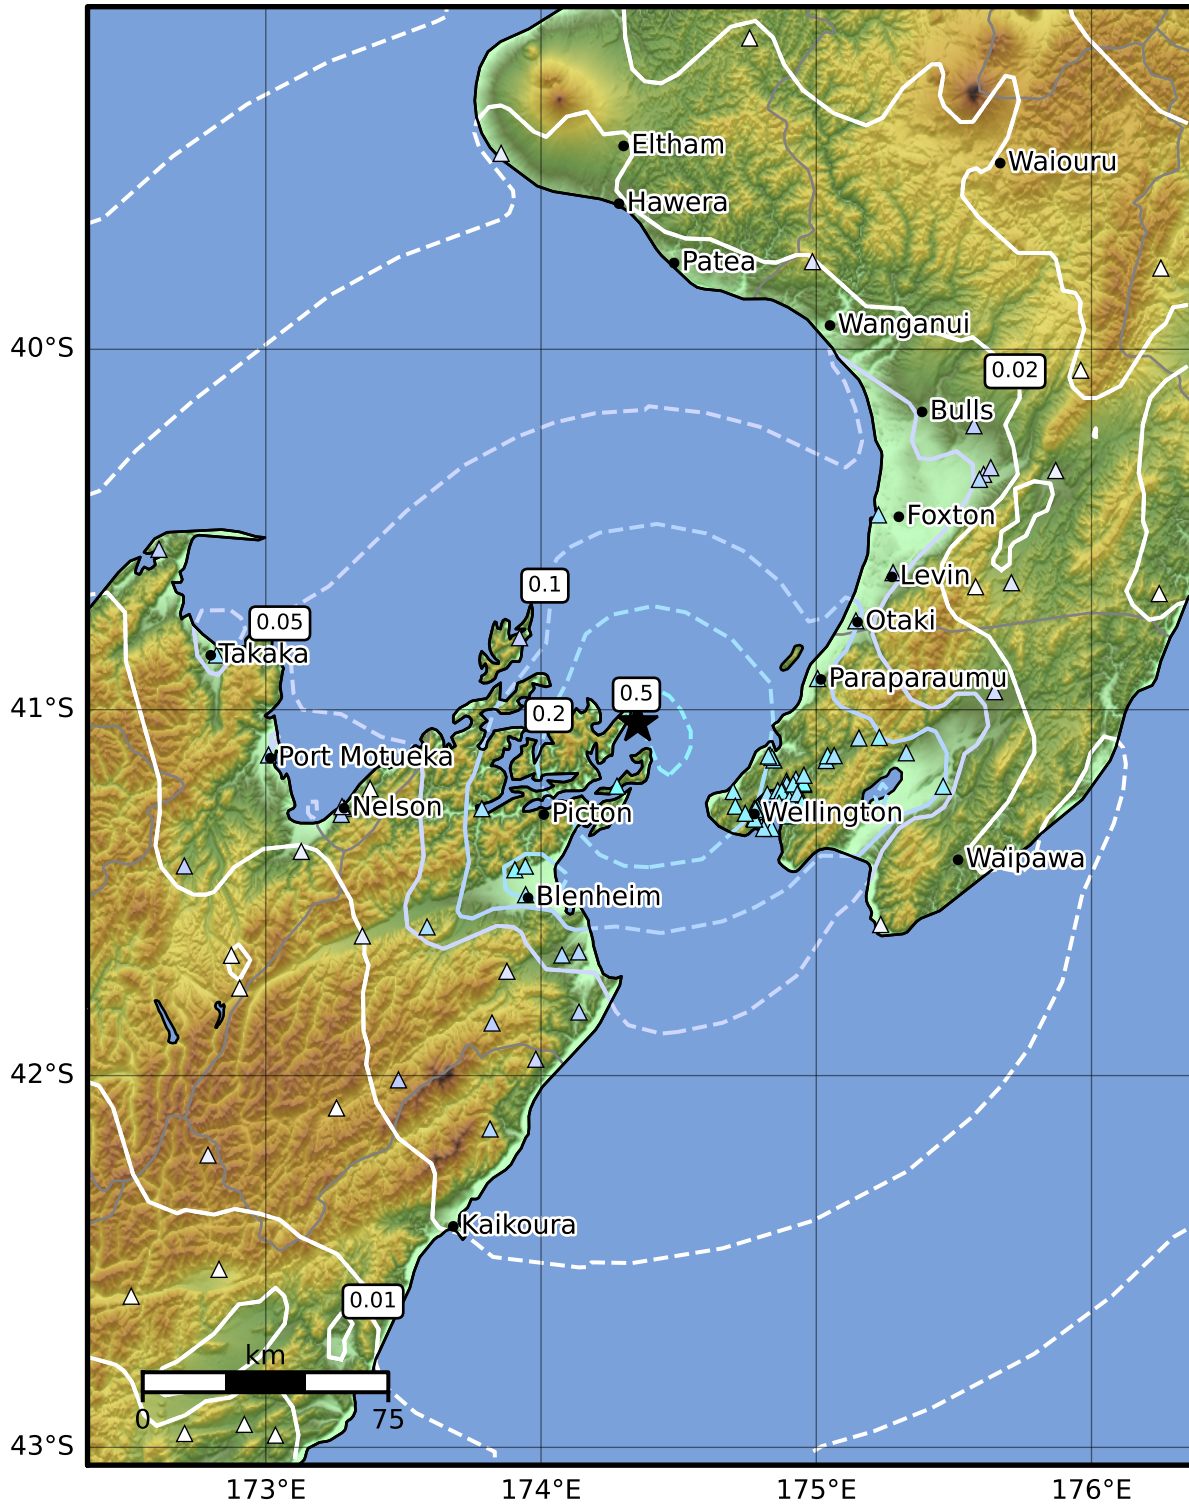 Eltham
Waiouru
Hawera
Patea
Wanganui
40°S
0.02
Bulls
Foxton
Levin
0.1
0.05
Otaki
Takaka
Paraparaumu
0.5
41°S
0.2
Port Motueka
Nelson
Picton
Wellington
Waipawa
Blenheim
42°S
Kaikoura
0.01
km
0
75
43°S
173°E
174°E
175°E
176°E